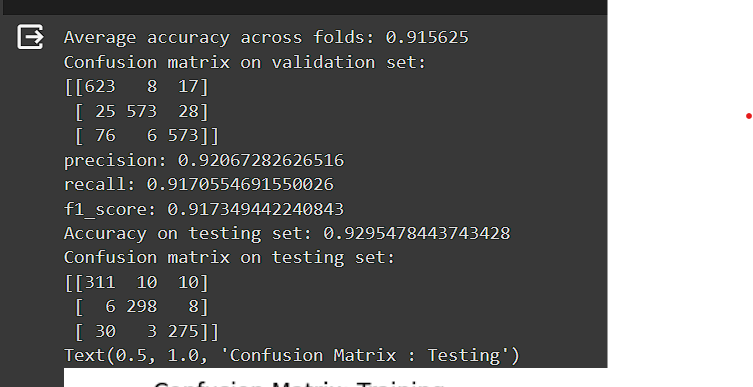 Average accuracy across folds: 0.915625
Confusion matrix on validation set:
[[623   8  17]
 [ 25 573  28]
 [ 76   6 573]]
precision: 0.92067282626516
recall: 0.9170554691550026
f1_score: 0.917349442240843
Accuracy on testing set: 0.9295478443743428
Confusion matrix on testing set:
[[311  10  10]
 [  6 298   8]
 [ 30   3 275]]
Text(0.5, 1.0, 'Confusion Matrix : Testing')